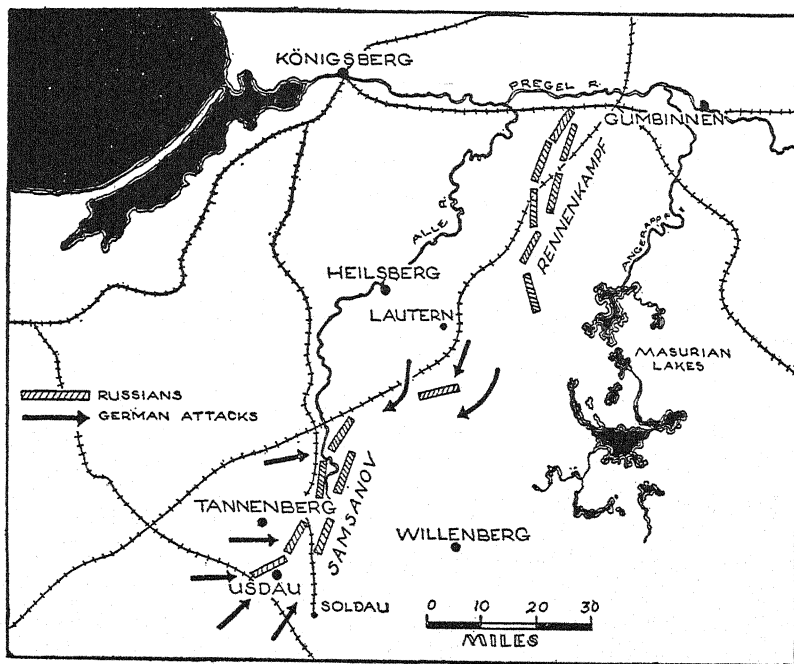 KÖNIGSBERG
PREGEL R.
GUMBINNEN
RENNENKAMPF
ALLE R.
ANGERAPP R.
HEILSBERG
LAUTERN
MASURIAN
LAKES
RUSSIANS
GERMAN ATTACKS
TANNENBERG
SAMSANOV
WILLENBERG
USDAU
SOLDAU
0 10 20 30
MILES